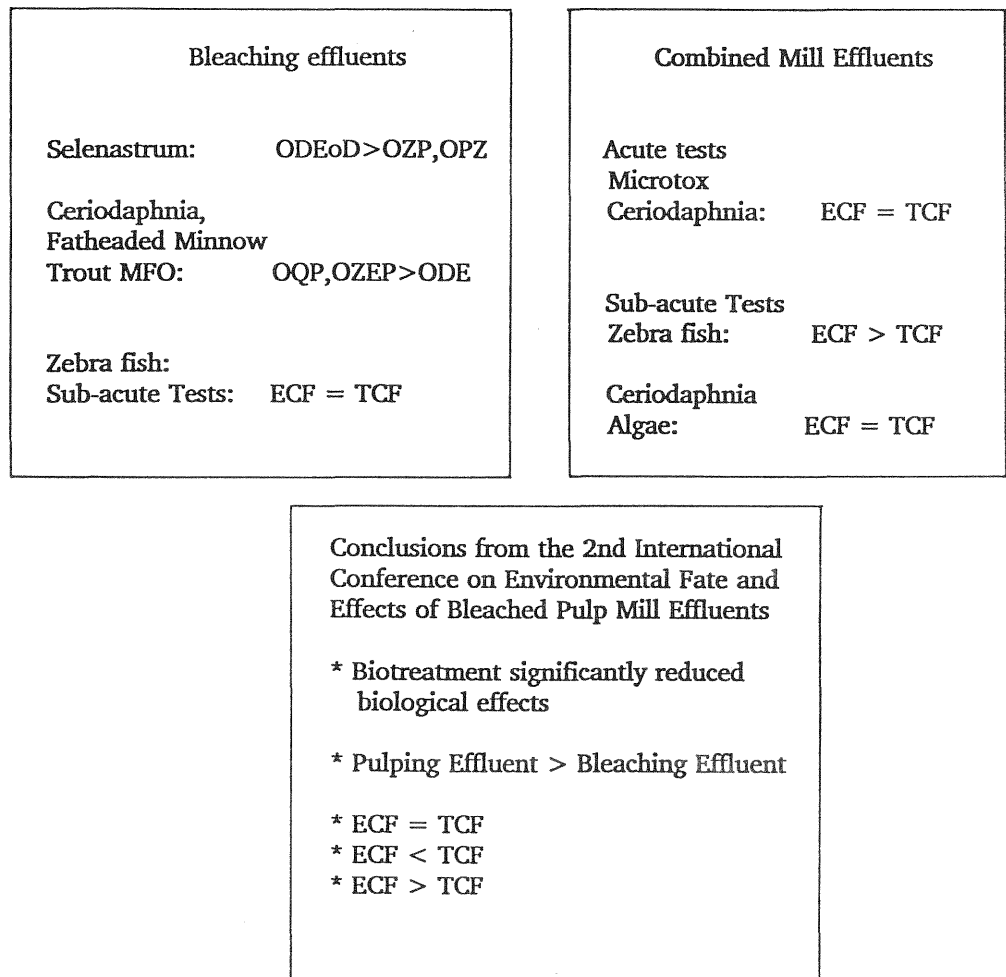 Bleaching effluents
Selenastrum: ODEoD>OZP,OPZ
Ceriodaphnia,
Fatheaded Minnow
Trout MFO: OQP,OZEP>ODE
Zebra fish:
Sub-acute Tests: ECF = TCF
Combined Mill Effluents
Acute tests
Microtox
Ceriodaphnia: ECF = TCF
Sub-acute Tests
Zebra fish: ECF > TCF
Ceriodaphnia
Algae: ECF = TCF
Conclusions from the 2nd International
Conference on Environmental Fate and
Effects of Bleached Pulp Mill Effluents
* Biotreatment significantly reduced
biological effects
* Pulping Effluent > Bleaching Effluent
* ECF = TCF
* ECF < TCF
* ECF > TCF